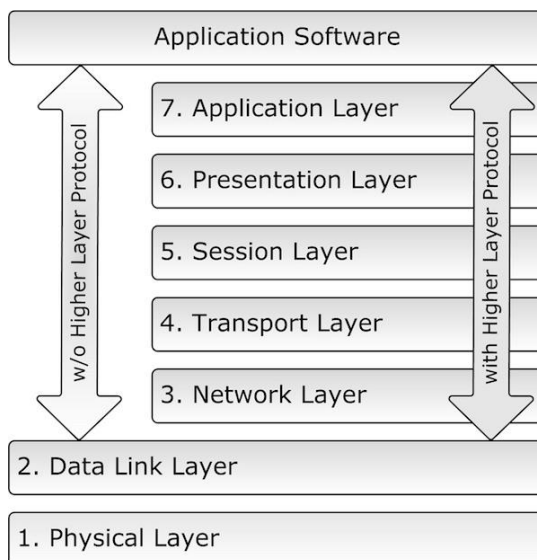 Application Software
w/o Higher Layer Protocol
7. Application Layer
6. Presentation Layer
5. Session Layer
4. Transport Layer
3. Network Layer
with Higher Layer Protocol
2. Data Link Layer
1. Physical Layer